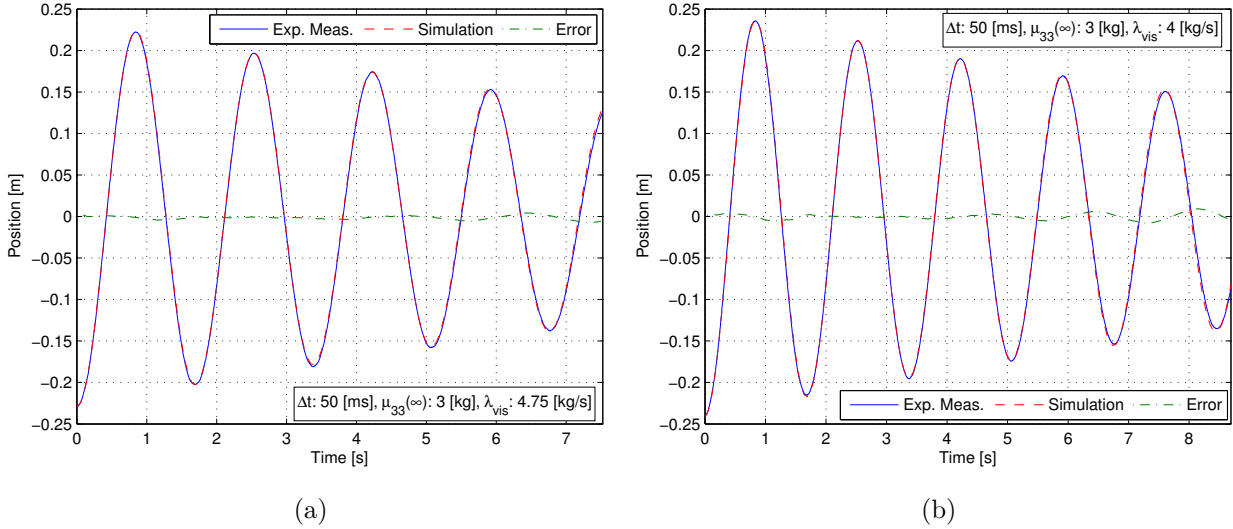 0.25
0.2
0.15
0.1
0.05
0
−0.05
−0.1
−0.15
−0.2
−0.25
Position [m]
Exp. Meas. Simulation Error
Δt: 50 [ms], μ33(∞): 3 [kg], λvis: 4.75 [kg/s]
0 1 2 3 4 5 6 7
Time [s]
(a)
0.25
0.2
0.15
0.1
0.05
0
−0.05
−0.1
−0.15
−0.2
−0.25
Position [m]
Δt: 50 [ms], μ33(∞): 3 [kg], λvis: 4 [kg/s]
Exp. Meas. Simulation Error
0 1 2 3 4 5 6 7 8
Time [s]
(b)